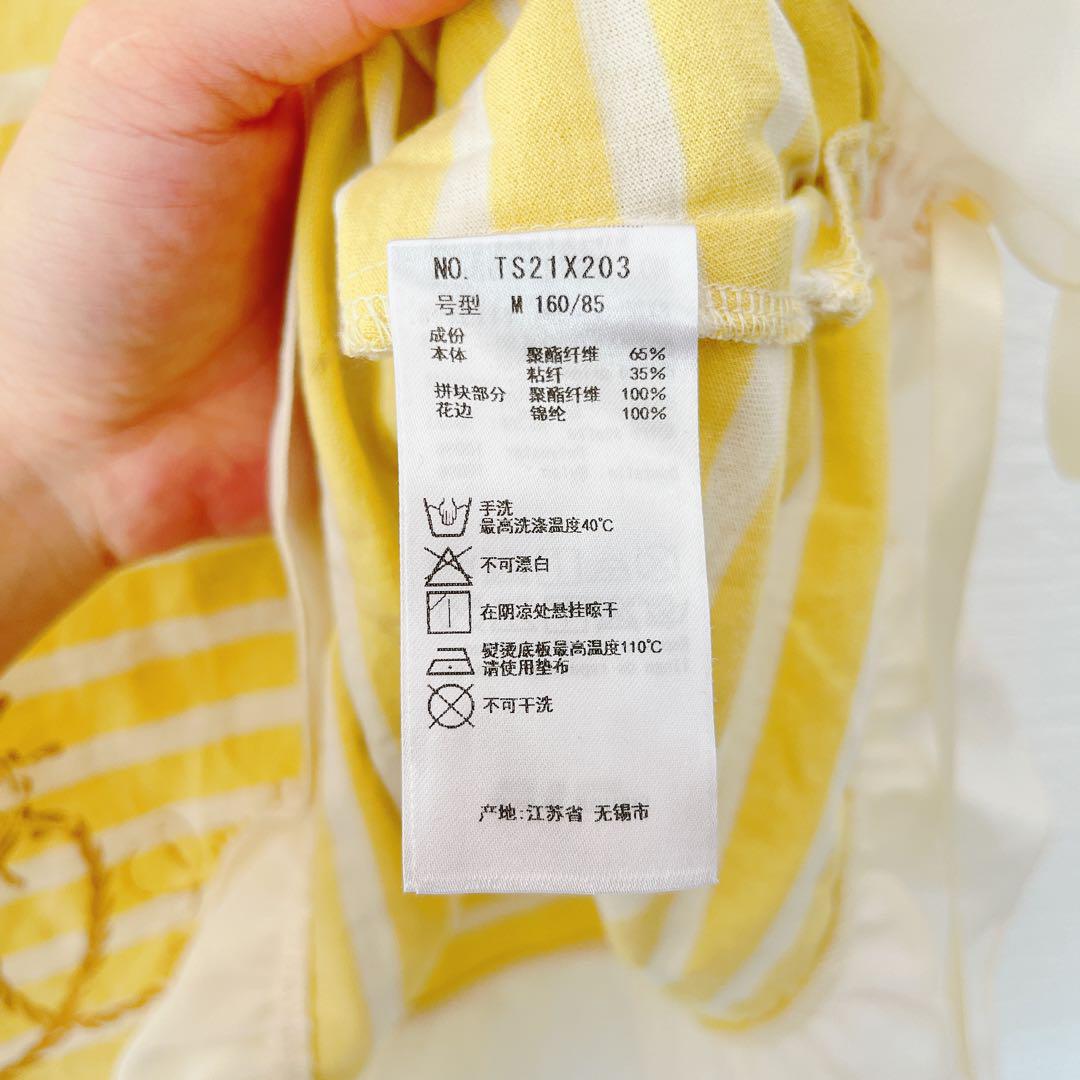 NO. TS21X203
号型 M 160/85
成份
本体 聚酯纤维 65%
粘纤 35%
拼块部分 聚酯纤维 100%
花边 锦纶 100%
手洗
最高洗涤温度40℃
不可漂白
在阴凉处悬挂晾干
熨烫底板最高温度110℃
请使用垫布
不可干洗
产地:江苏省 无锡市